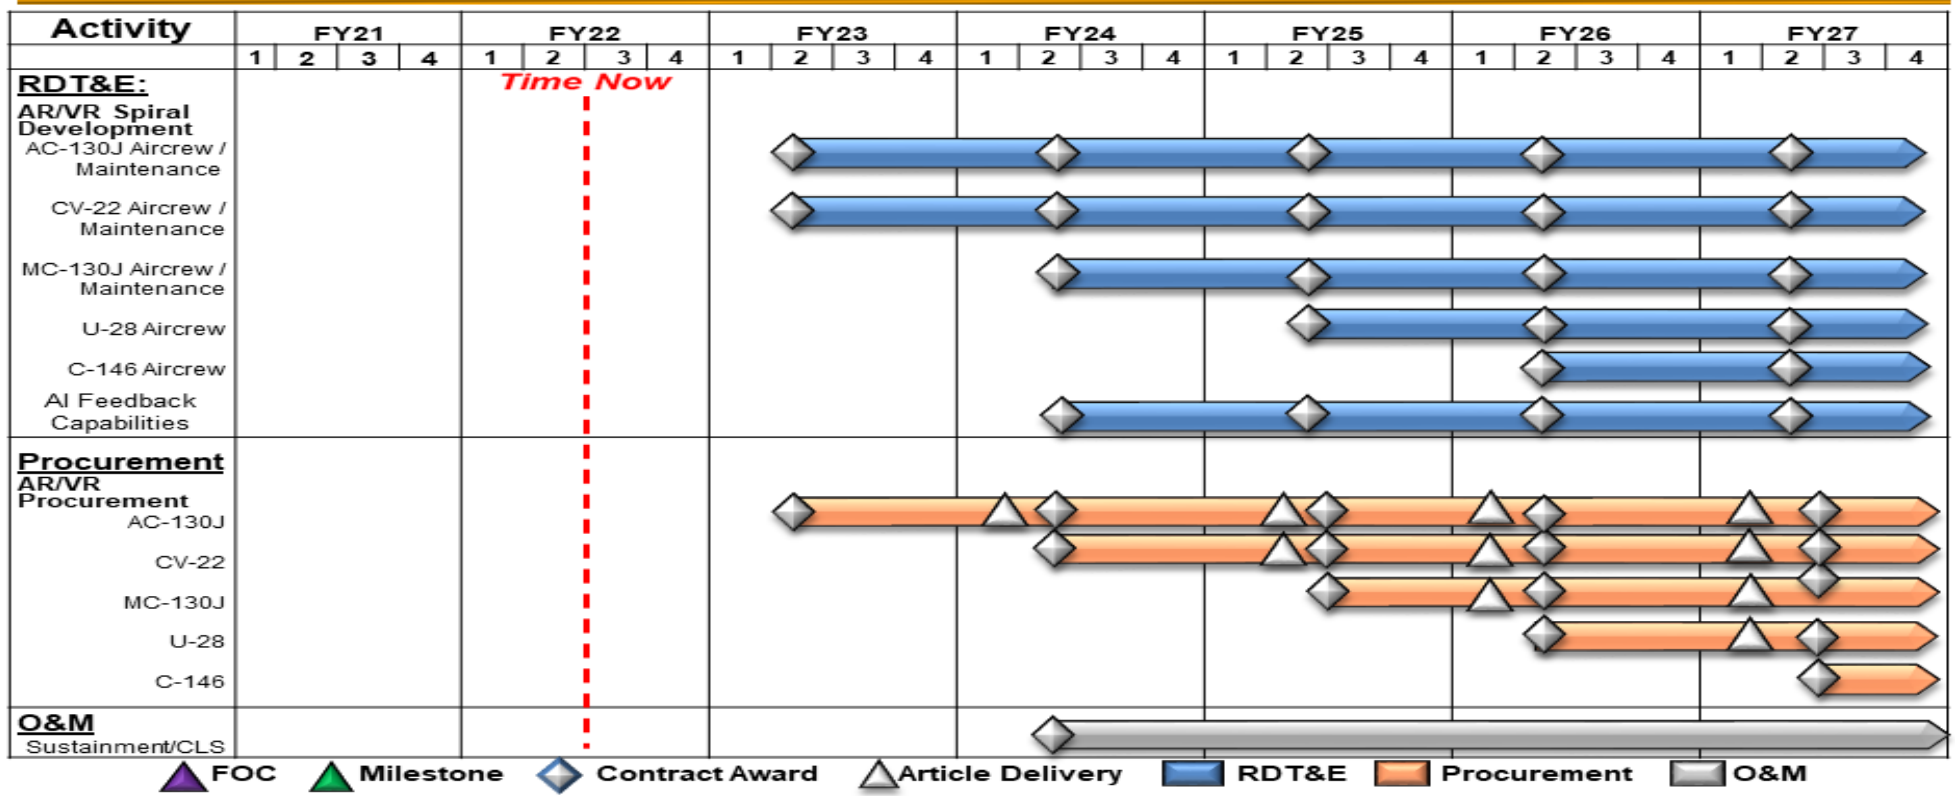 Activity FY21 FY22 FY23 FY24 FY25 FY26 FY27
1 2 3 4 1 2 3 4 1 2 3 4 1 2 3 4 1 2 3 4 1 2 3 4 1 2 3 4
RDT&E: Time Now
AR/VR Spiral
Development
AC-130J Aircrew /
Maintenance
CV-22 Aircrew /
Maintenance
MC-130J Aircrew /
Maintenance
U-28 Aircrew
C-146 Aircrew
AI Feedback
Capabilities
Procurement
AR/VR
Procurement
AC-130J
CV-22
MC-130J
U-28
C-146
O&M
Sustainment/CLS
FOC Milestone Contract Award Article Delivery RDT&E Procurement O&M